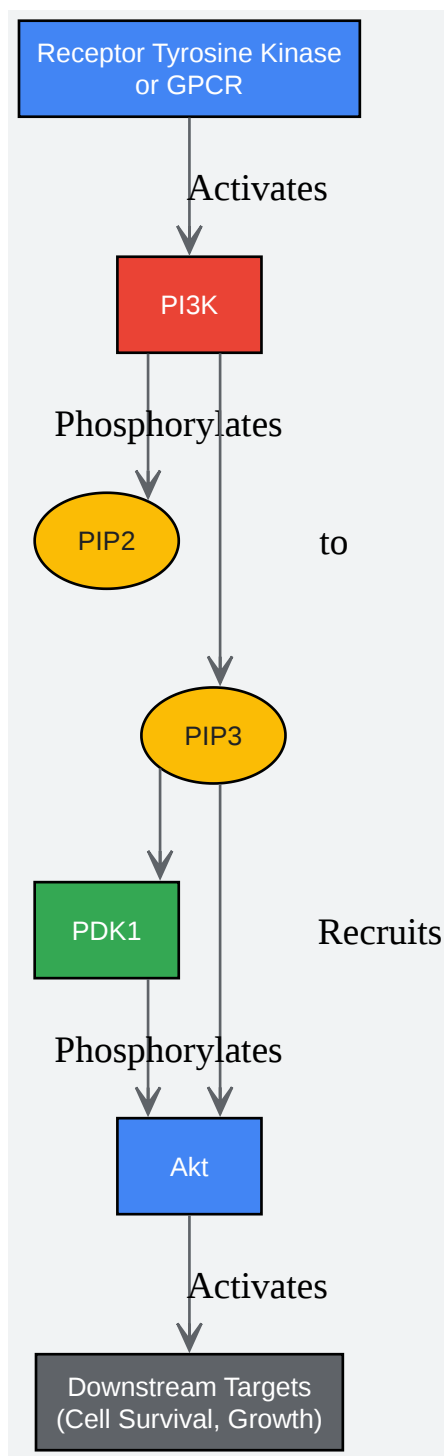 Receptor Tyrosine Kinase
or GPCR
Activates
PI3K
Phosphorylates
PIP2
to
PIP3
PDK1
Recruits
Phosphorylates
Akt
Activates
Downstream Targets
(Cell Survival, Growth)